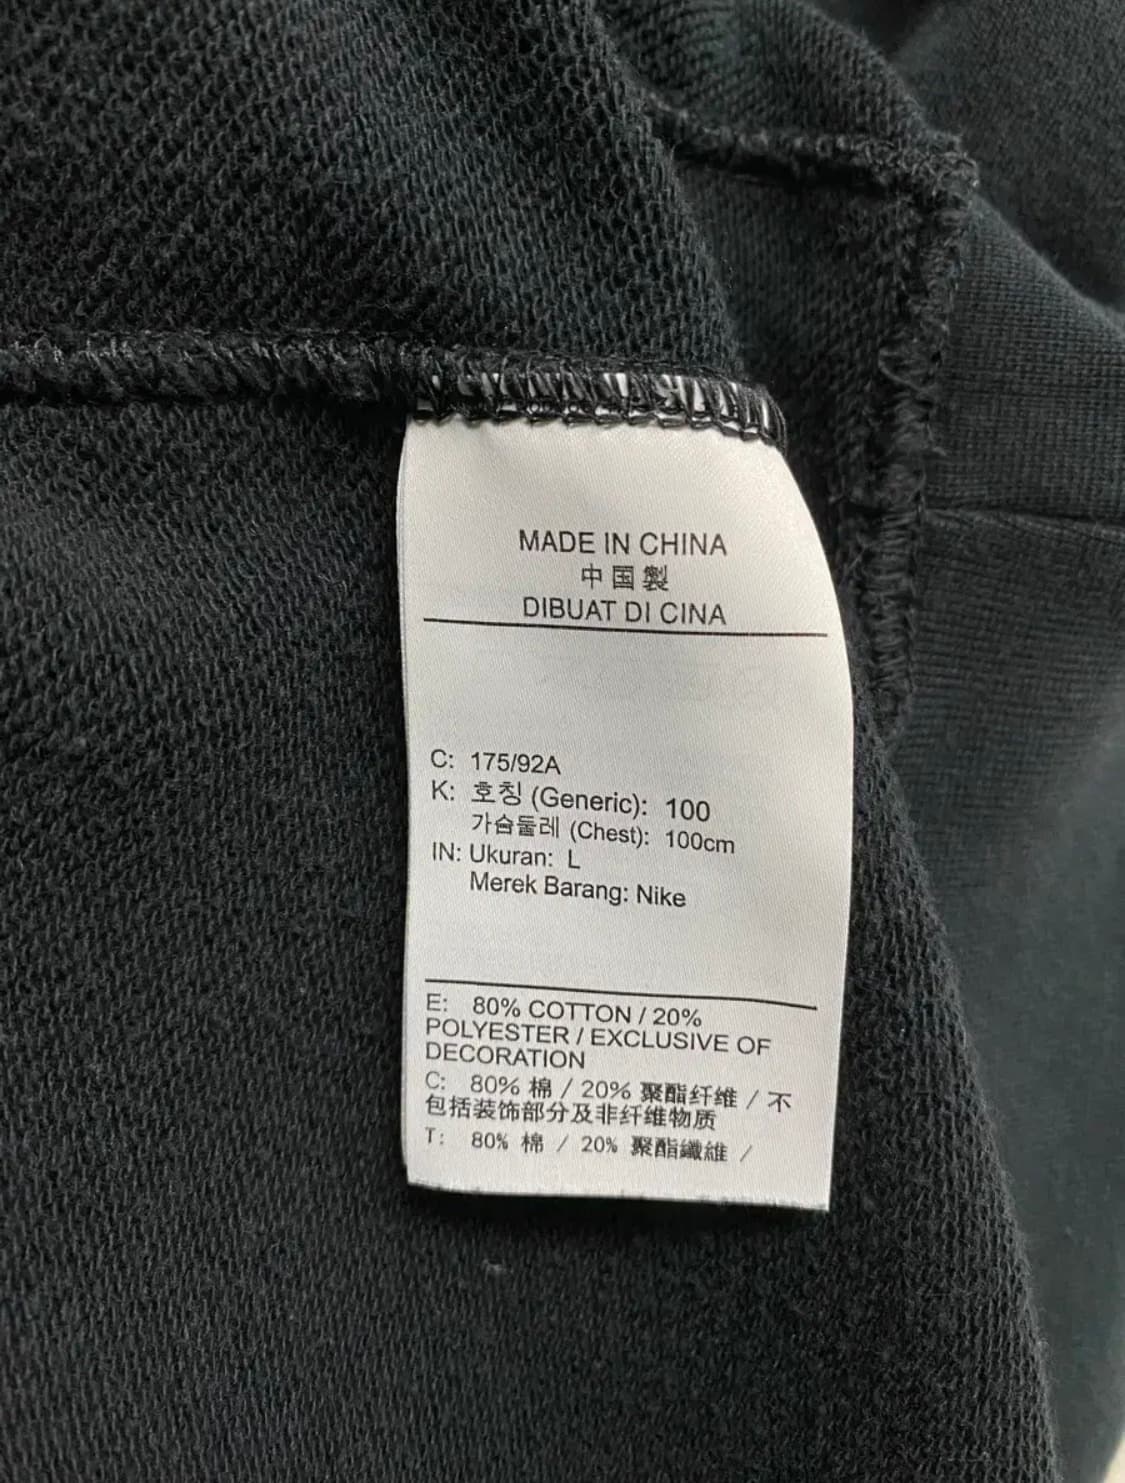 MADE IN CHINA
中国製
DIBUAT DI CINA
C: 175/92A
K: 호칭 (Generic): 100
가슴둘레 (Chest): 100cm
IN: Ukuran: L
Merek Barang: Nike
E: 80% COTTON / 20%
POLYESTER / EXCLUSIVE OF
DECORATION
C: 80% 棉 / 20% 聚酯纤维 / 不
包括装饰部分及非纤维物质
T: 80% 棉 / 20% 聚酯纖維 /